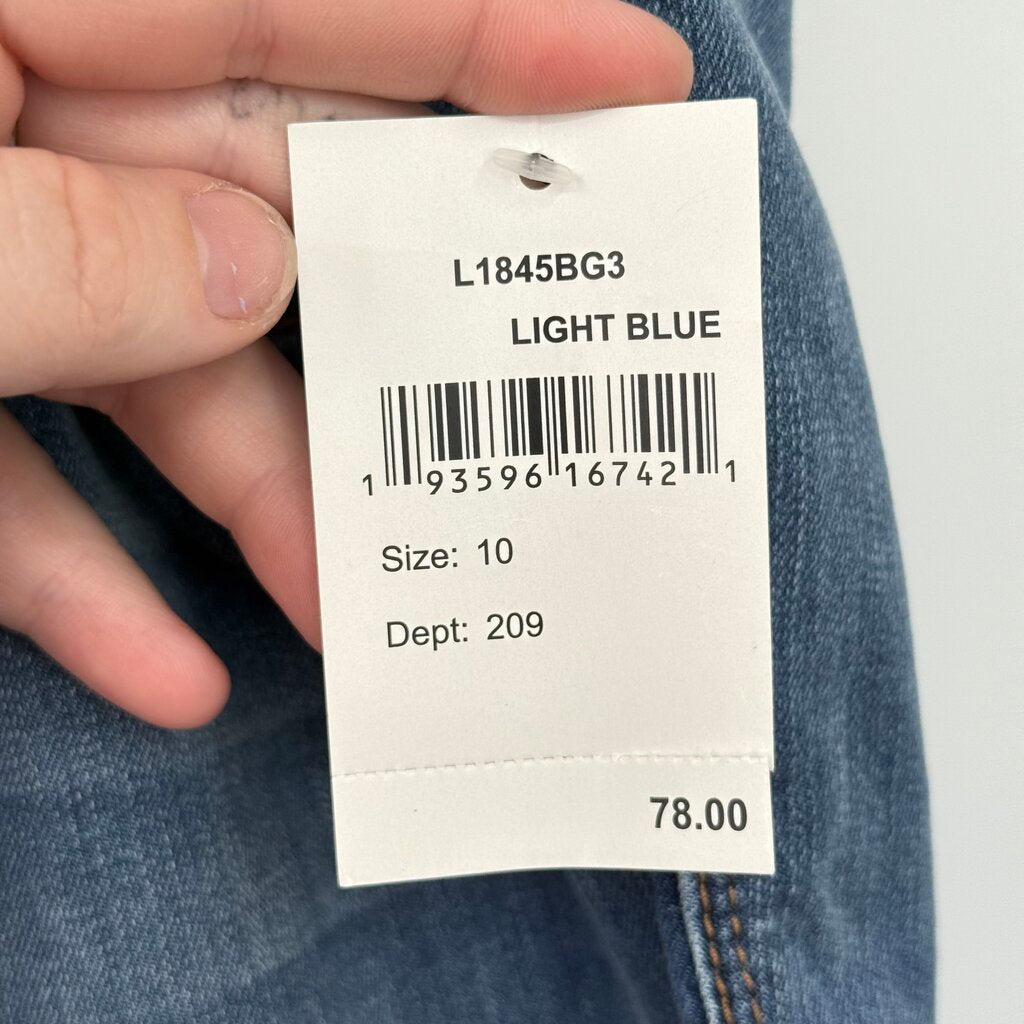 L1845BG3
LIGHT BLUE
1 93596 16742 1
Size: 10
Dept: 209
78.00